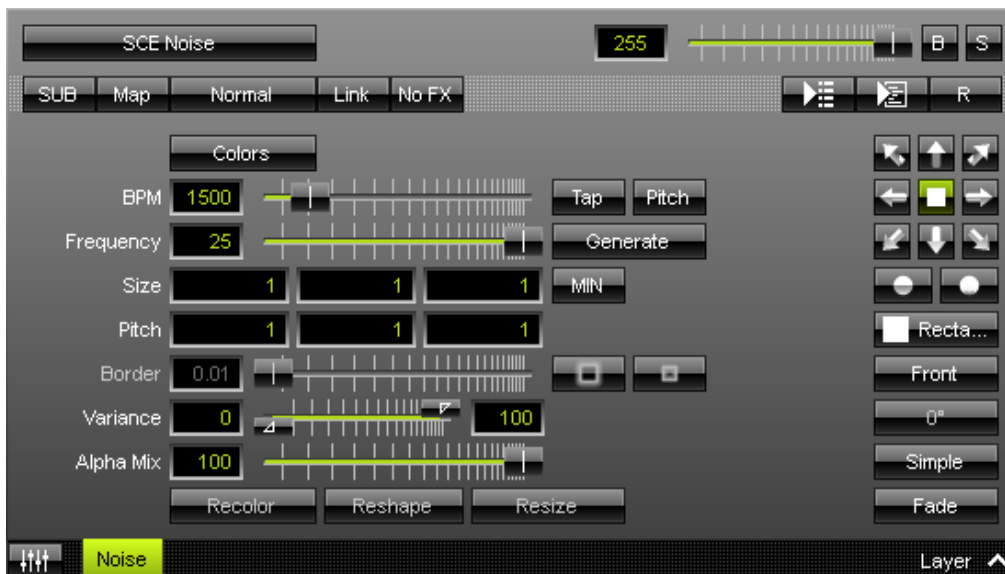 SCE Noise 255 B S
SUB Map Normal Link No FX R
Colors
BPM 1500 Tap Pitch
Frequency 25 Generate
Size 1 1 1 MIN
Pitch 1 1 1 Recta...
Border 0.01 Front
Variance 0 100 0°
Alpha Mix 100 Simple
Recolor Reshape Resize Fade
Noise Layer